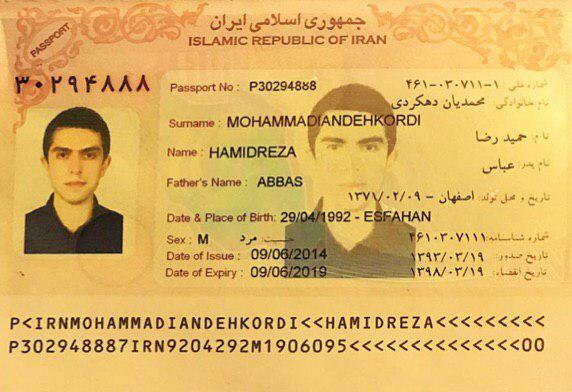 جمهوری اسلامی ایران
ISLAMIC REPUBLIC OF IRAN
PASSPORT
۳۰۲۹۴۸۸۸
Passport No : P30294888
شماره ملی : ۱-۰۳۰۷۱۱-۴۶۱
نام خانوادگی : محمدیان دهکردی
Surname : MOHAMMADIANDEHKORDI
نام : حمید رضا
Name : HAMIDREZA
نام پدر : عباس
Father's Name : ABBAS
تاریخ و محل تولد : ۱۳۷۱/۰۲/۰۹ - اصفهان
Date & Place of Birth: 29/04/1992 - ESFAHAN
Sex : M جنسیت : مرد
شماره شناسنامه: ۴۶۱۰۳۰۷۱۱۱
Date of Issue : 09/06/2014
تاریخ صدور: ۱۳۹۳/۰۳/۱۹
Date of Expiry : 09/06/2019
تاریخ انقضاء: ۱۳۹۸/۰۳/۱۹
P<IRNMOHAMMADIANDEHKORDI<<HAMIDREZA<<<<<<<<<
P302948887IRN9204292M1906095<<<<<<<<<<<<<<00